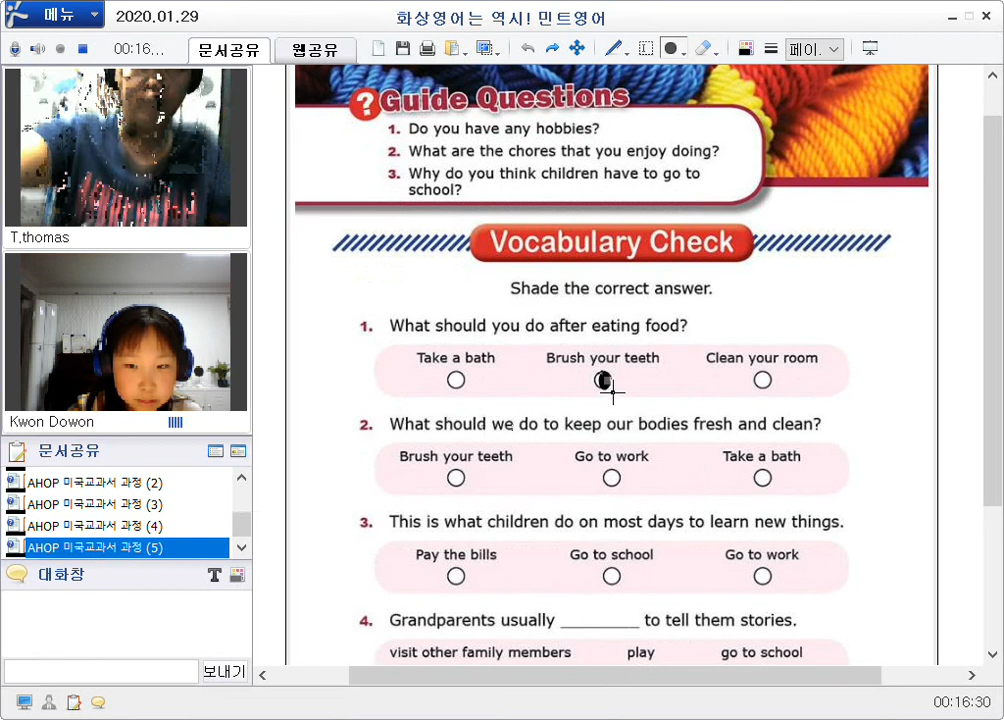 메뉴
2020.01.29
화상영어는 역시! 민트영어
00:16...
문서공유
웹공유
페이.
T.thomas
Kwon Dowon
문서공유
AHOP 미국교과서 과정 (2)
AHOP 미국교과서 과정 (3)
AHOP 미국교과서 과정 (4)
AHOP 미국교과서 과정 (5)
대화창
T
보내기
? Guide Questions
1. Do you have any hobbies?
2. What are the chores that you enjoy doing?
3. Why do you think children have to go to
school?
Vocabulary Check
Shade the correct answer.
1. What should you do after eating food?
Take a bath Brush your teeth Clean your room
2. What should we do to keep our bodies fresh and clean?
Brush your teeth Go to work Take a bath
3. This is what children do on most days to learn new things.
Pay the bills Go to school Go to work
4. Grandparents usually _________ to tell them stories.
visit other family members play go to school
00:16:30